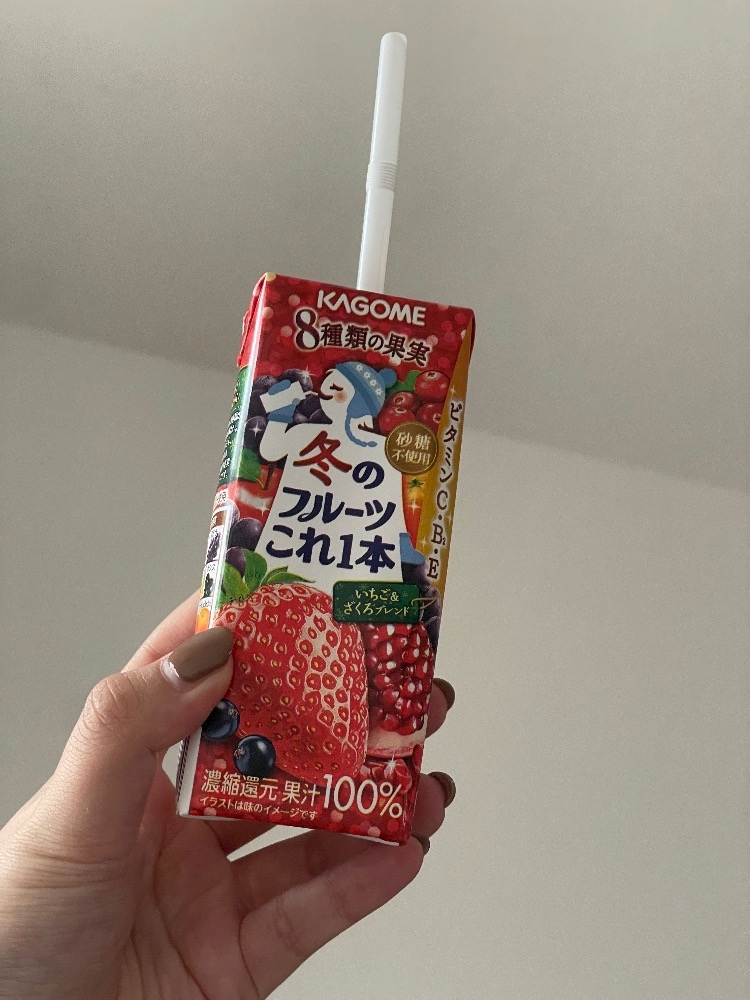 KAGOME
8種類の果実
砂糖
不使用
ビタミンC・B₂・E
冬の
フルーツ
これ1本
いちご&
ざくろブレンド
濃縮還元 果汁100%
イラストは味のイメージです